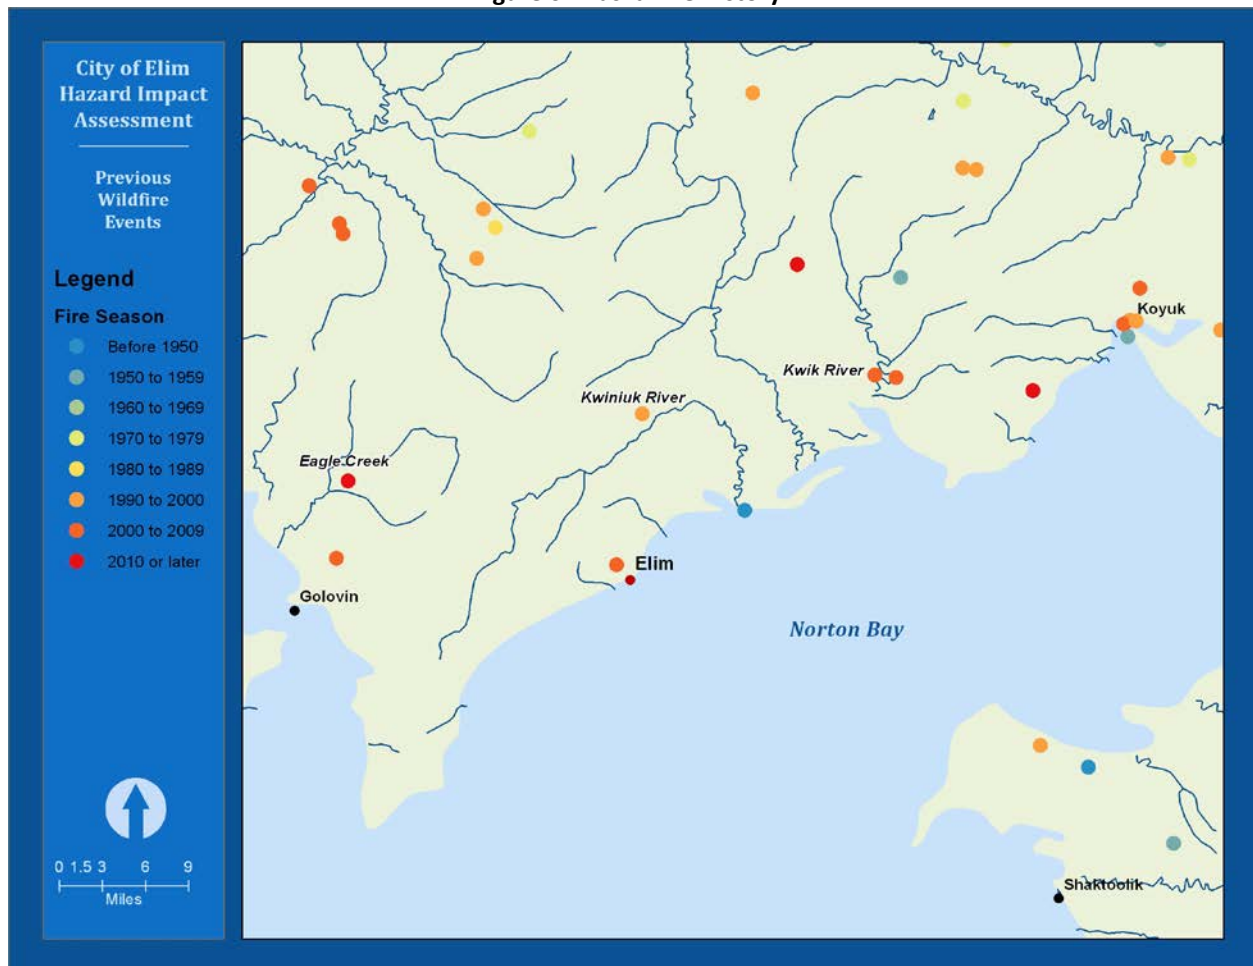 City of Elim
Hazard Impact
Assessment
Previous
Wildfire
Events
Legend
Fire Season
Before 1950
1950 to 1959
1960 to 1969
1970 to 1979
1980 to 1989
1990 to 2000
2000 to 2009
2010 or later
0 1.5 3 6 9
Miles
Koyuk
Kwik River
Kwiniuk River
Eagle Creek
Elim
Golovin
Norton Bay
Shaktoolik